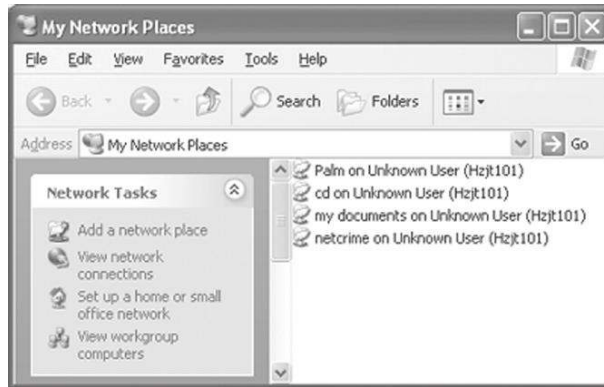 My Network Places
File Edit View Favorites Tools Help
Back Search Folders
Address My Network Places Go
Network Tasks
Add a network place
View network
connections
Set up a home or small
office network
View workgroup
computers
Palm on Unknown User (Hzjt101)
cd on Unknown User (Hzjt101)
my documents on Unknown User (Hzjt101)
netcrime on Unknown User (Hzjt101)